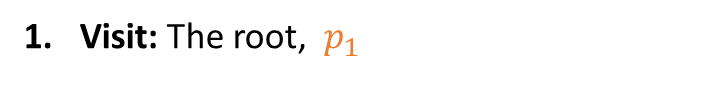 1. Visit: The root, p₁